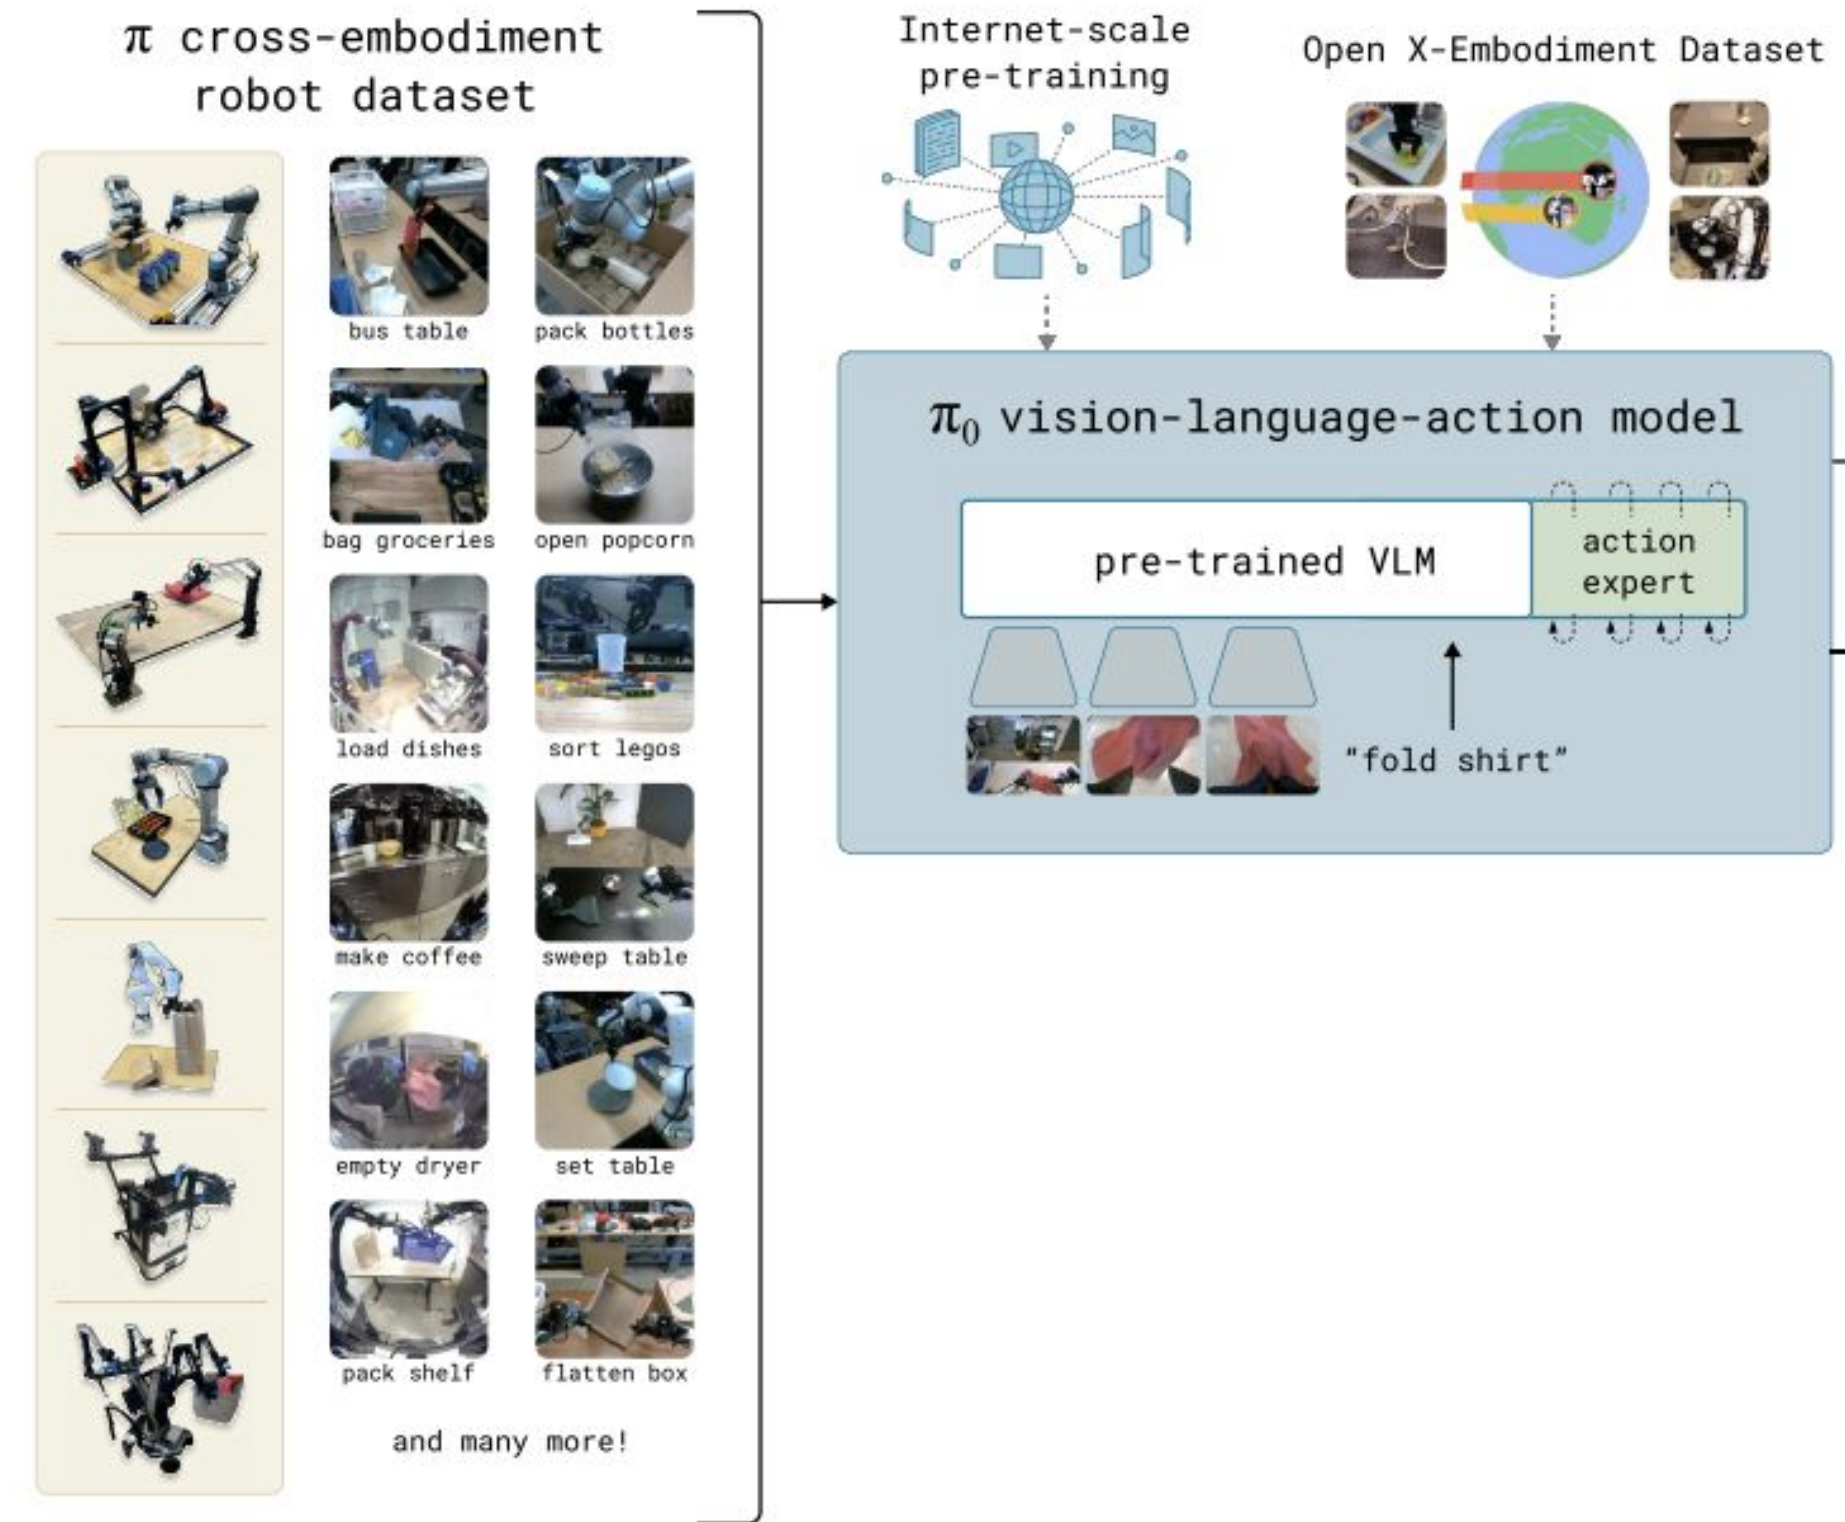 π cross-embodiment
robot dataset
bus table
pack bottles
bag groceries
open popcorn
load dishes
sort legos
make coffee
sweep table
empty dryer
set table
pack shelf
flatten box
and many more!
Internet-scale
pre-training
Open X-Embodiment Dataset
π₀ vision-language-action model
pre-trained VLM
action
expert
“fold shirt”